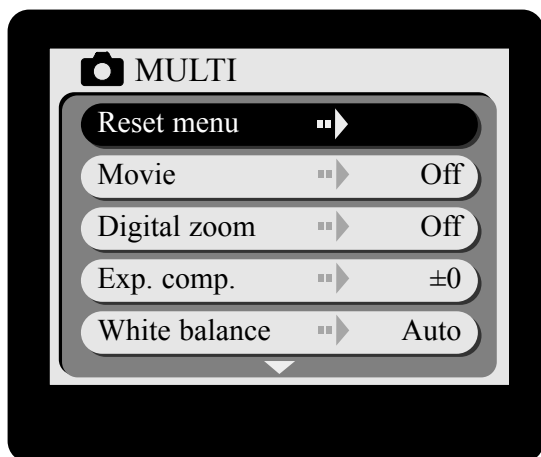 MULTI
Reset menu
Movie Off
Digital zoom Off
Exp. comp. ±0
White balance Auto